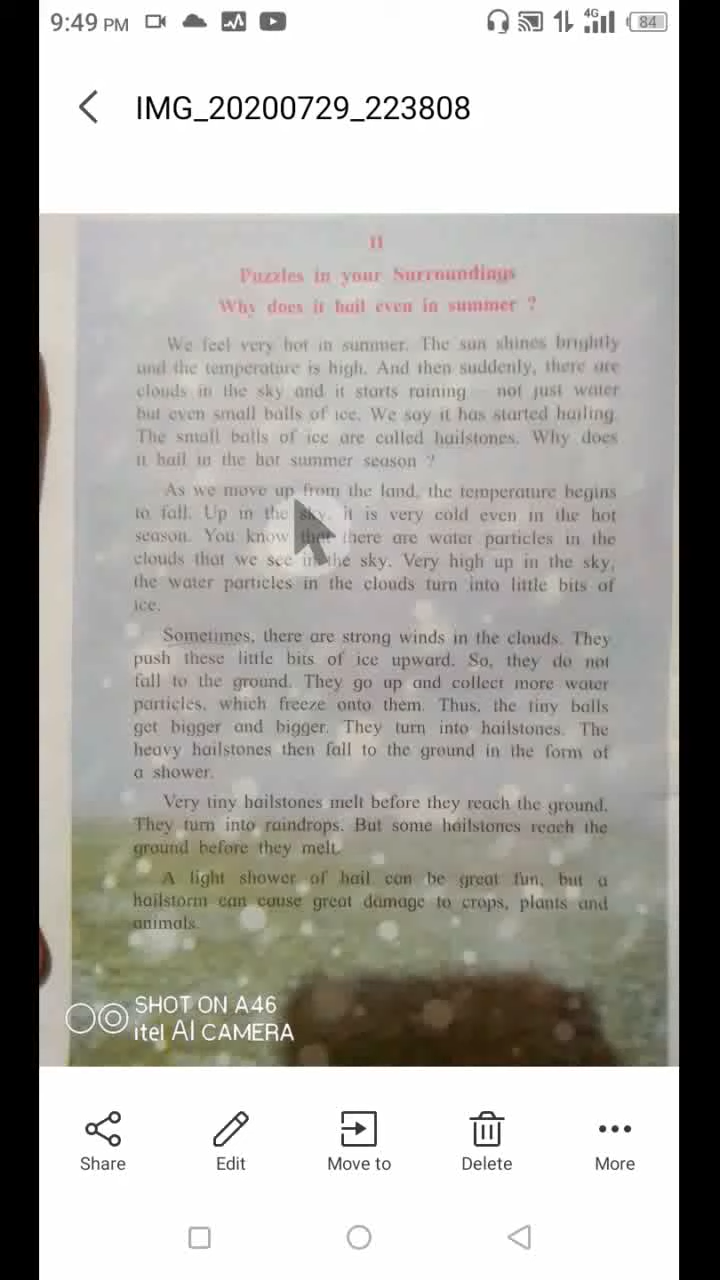 9:49 PM 4G 84
IMG_20200729_223808
II
Puzzles in your Surroundings
Why does it hail even in summer ?
We feel very hot in summer. The sun shines brightly
and the temperature is high. And then suddenly, there are
clouds in the sky and it starts raining – not just water
but even small balls of ice. We say it has started hailing.
The small balls of ice are called hailstones. Why does
it hail in the hot summer season ?
As we move up from the land, the temperature begins
to fall. Up in the sky, it is very cold even in the hot
season. You know that there are water particles in the
clouds that we see in the sky. Very high up in the sky,
the water particles in the clouds turn into little bits of
ice.
Sometimes, there are strong winds in the clouds. They
push these little bits of ice upward. So, they do not
fall to the ground. They go up and collect more water
particles, which freeze onto them. Thus, the tiny balls
get bigger and bigger. They turn into hailstones. The
heavy hailstones then fall to the ground in the form of
a shower.
Very tiny hailstones melt before they reach the ground.
They turn into raindrops. But some hailstones reach the
ground before they melt.
A light shower of hail can be great fun, but a
hailstorm can cause great damage to crops, plants and
animals.
SHOT ON A46
itel AI CAMERA
Share Edit Move to Delete More